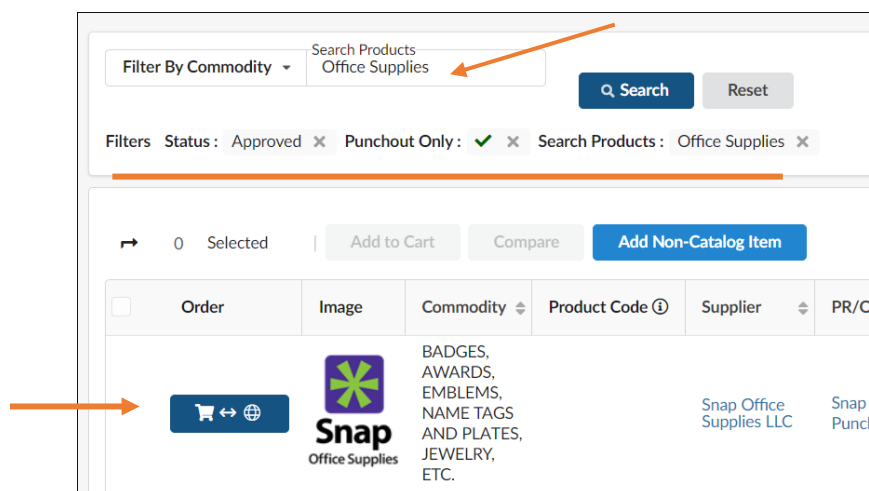 Search Products
Filter By Commodity Office Supplies
Search Reset
Filters Status : Approved Punchout Only : Search Products : Office Supplies
0 Selected Add to Cart Compare Add Non-Catalog Item
Order Image Commodity Product Code Supplier PR/C
BADGES,
AWARDS,
EMBLEMS,
NAME TAGS
AND PLATES,
JEWELRY,
ETC.
Snap
Office Supplies
Snap Office
Supplies LLC
Snap
Punch